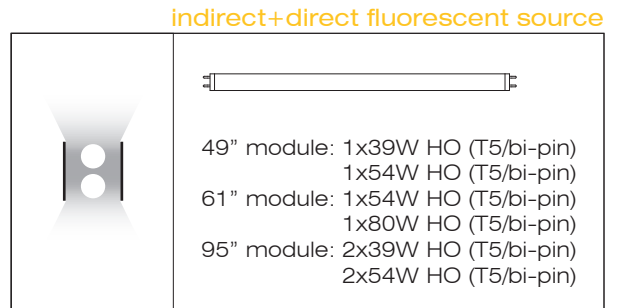 indirect+direct fluorescent source
49” module: 1x39W HO (T5/bi-pin)
1x54W HO (T5/bi-pin)
61” module: 1x54W HO (T5/bi-pin)
1x80W HO (T5/bi-pin)
95” module: 2x39W HO (T5/bi-pin)
2x54W HO (T5/bi-pin)